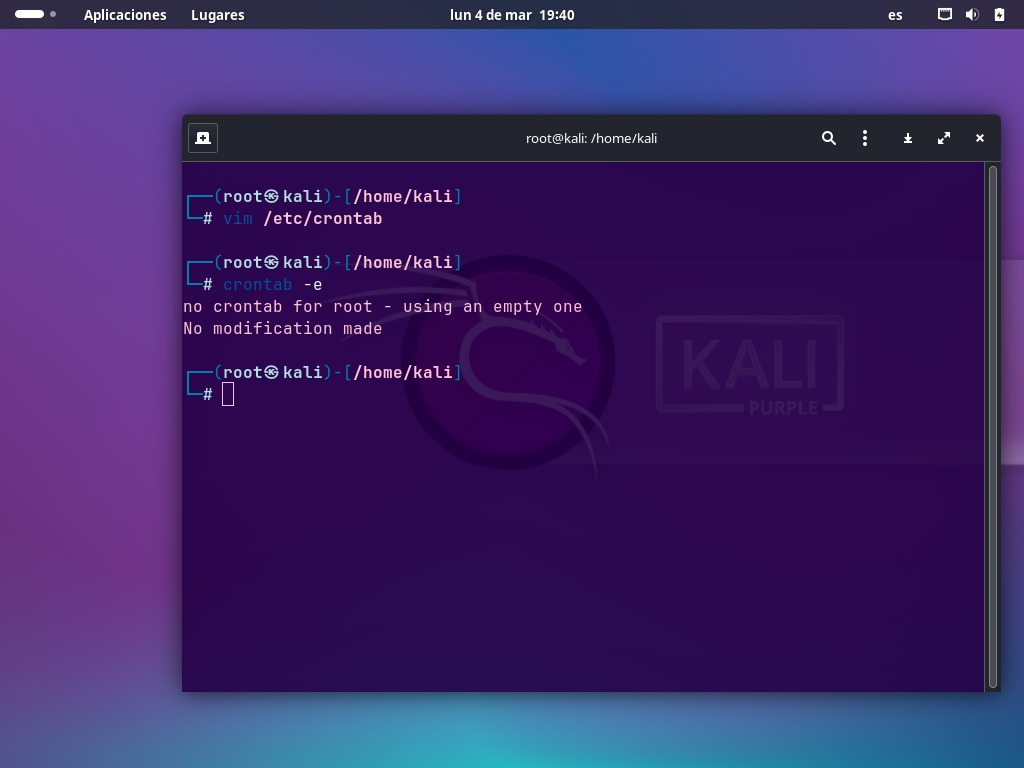 Aplicaciones Lugares lun 4 de mar 19:40 es
root@kali: /home/kali
┌──(root㉿kali)-[/home/kali]
└─# vim /etc/crontab
┌──(root㉿kali)-[/home/kali]
└─# crontab -e
no crontab for root - using an empty one
No modification made
┌──(root㉿kali)-[/home/kali]
└─#
KALI
PURPLE